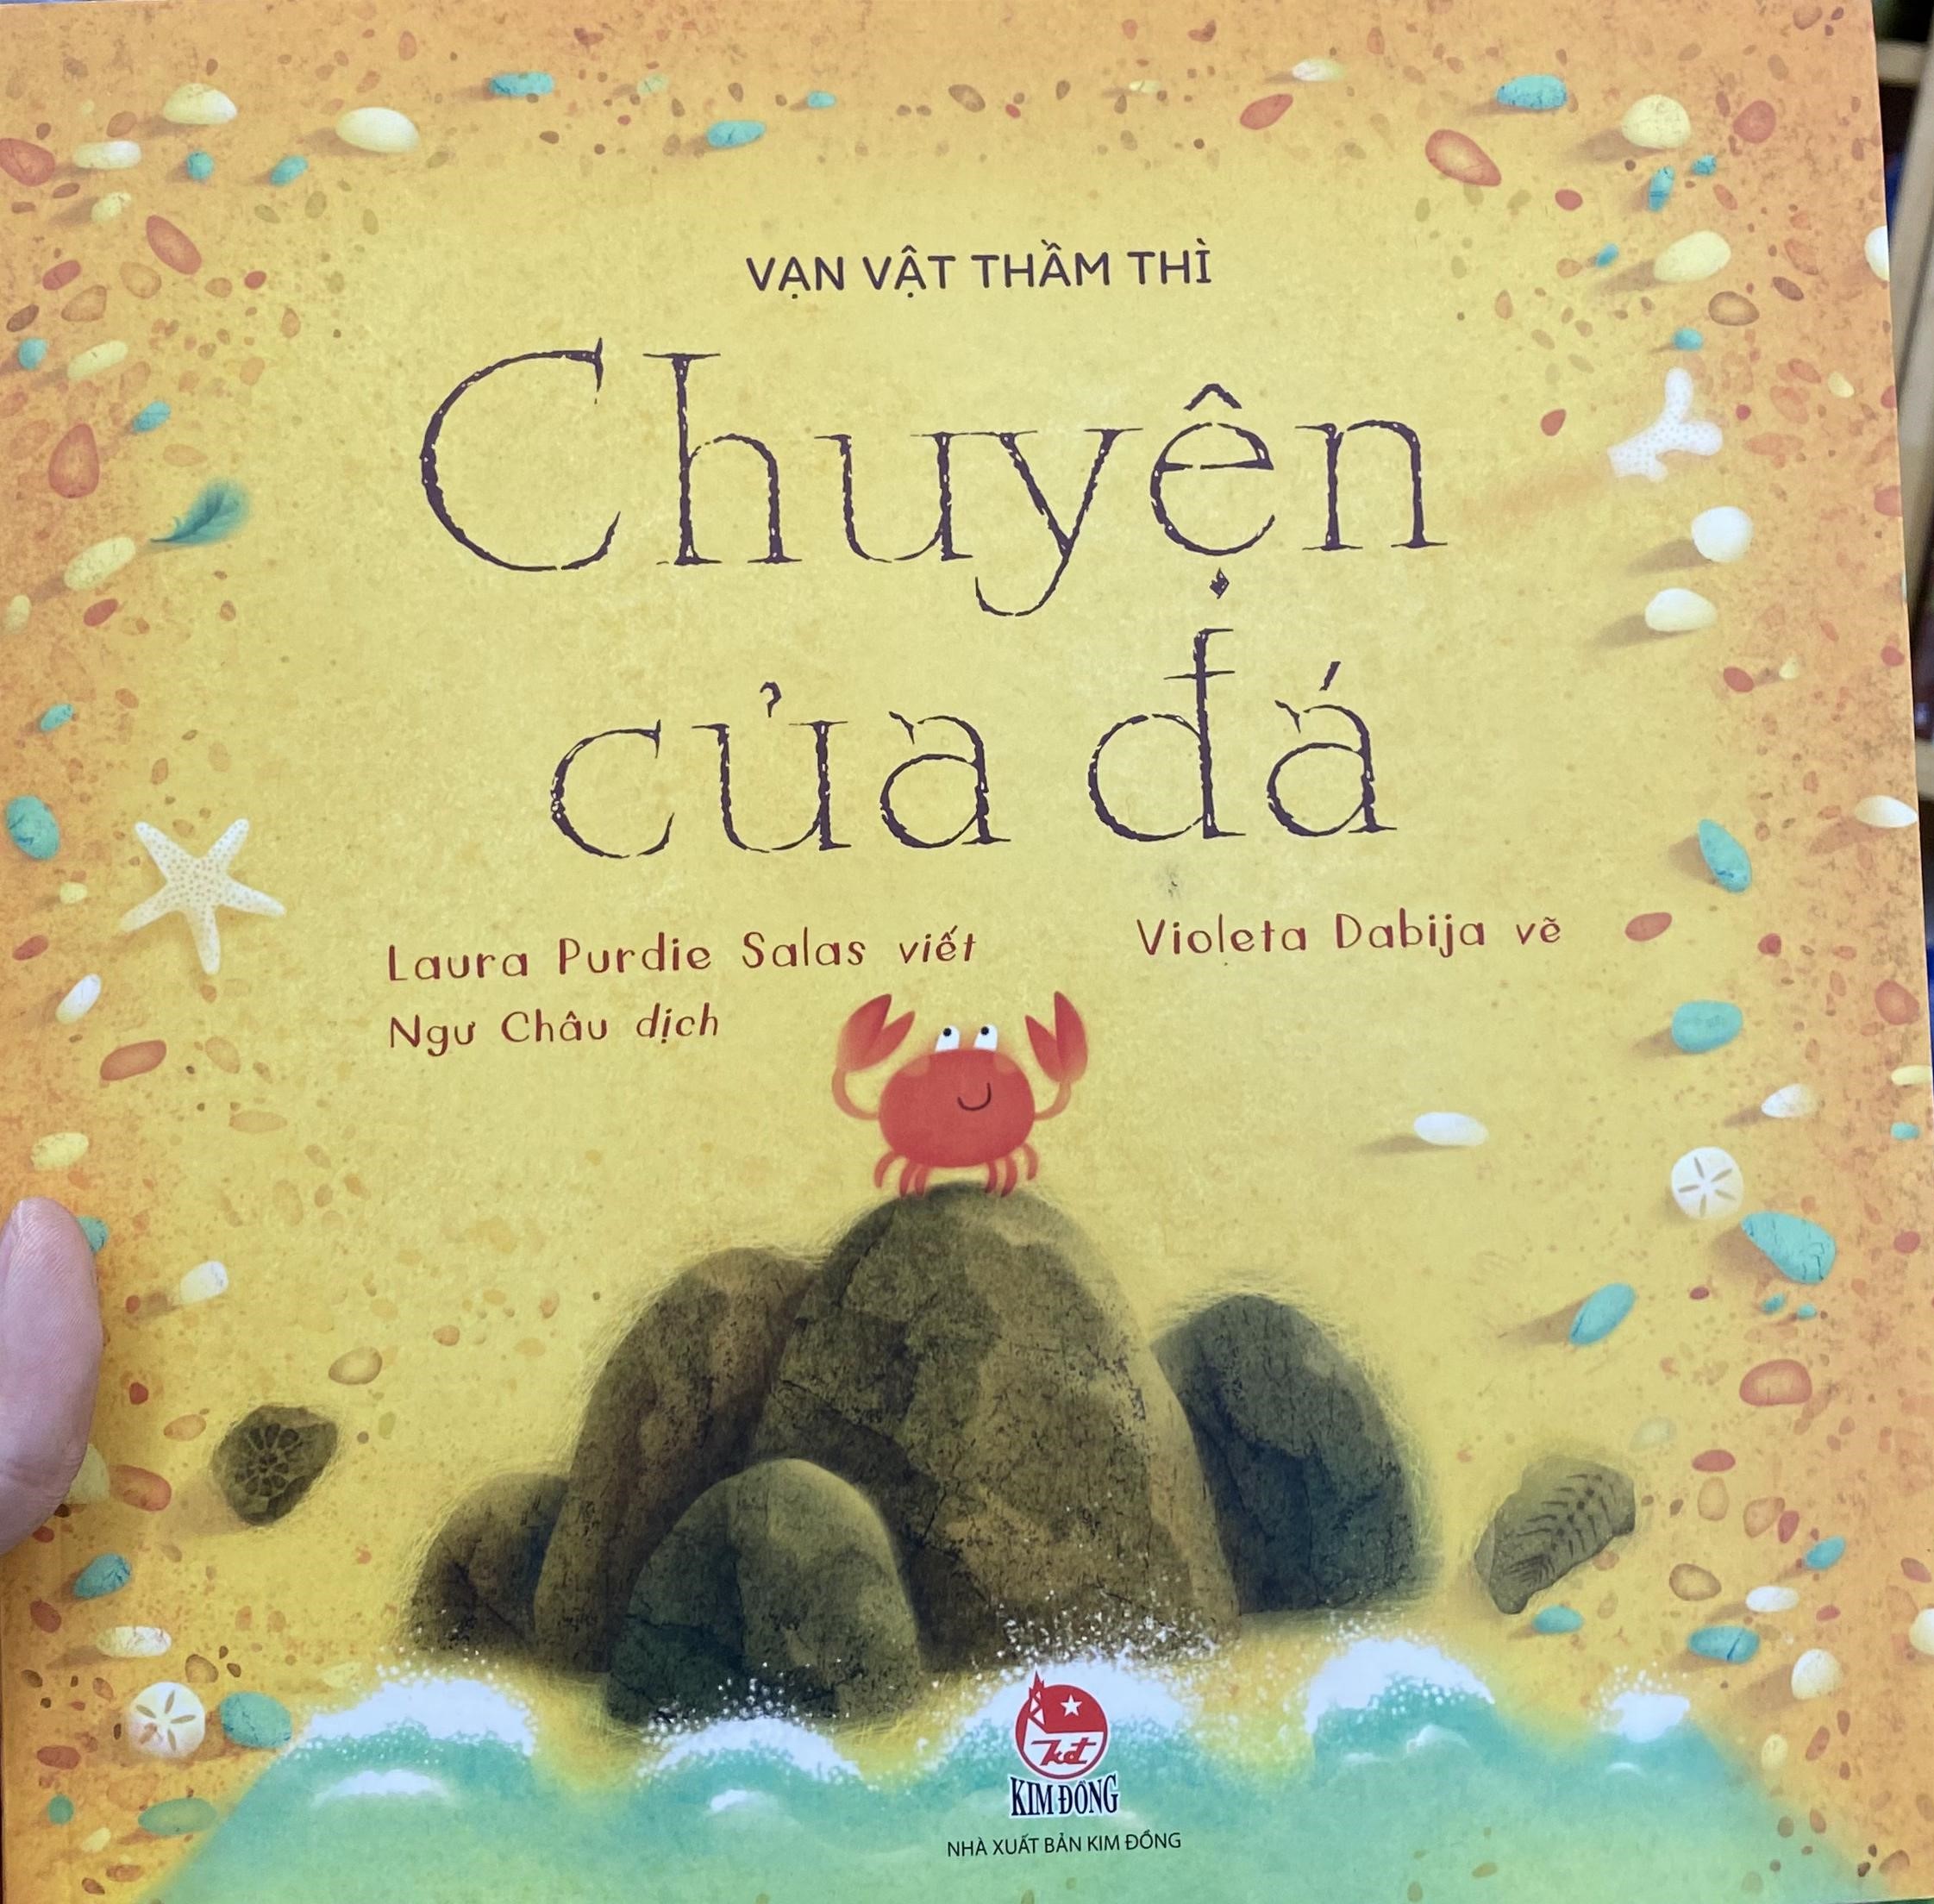 VẠN VẬT THẦM THÌ
Chuyện
của đá
Laura Purdie Salas viết
Violeta Dabija vẽ
Ngư Châu dịch
kđ
KIM ĐỒNG
NHÀ XUẤT BẢN KIM ĐỒNG